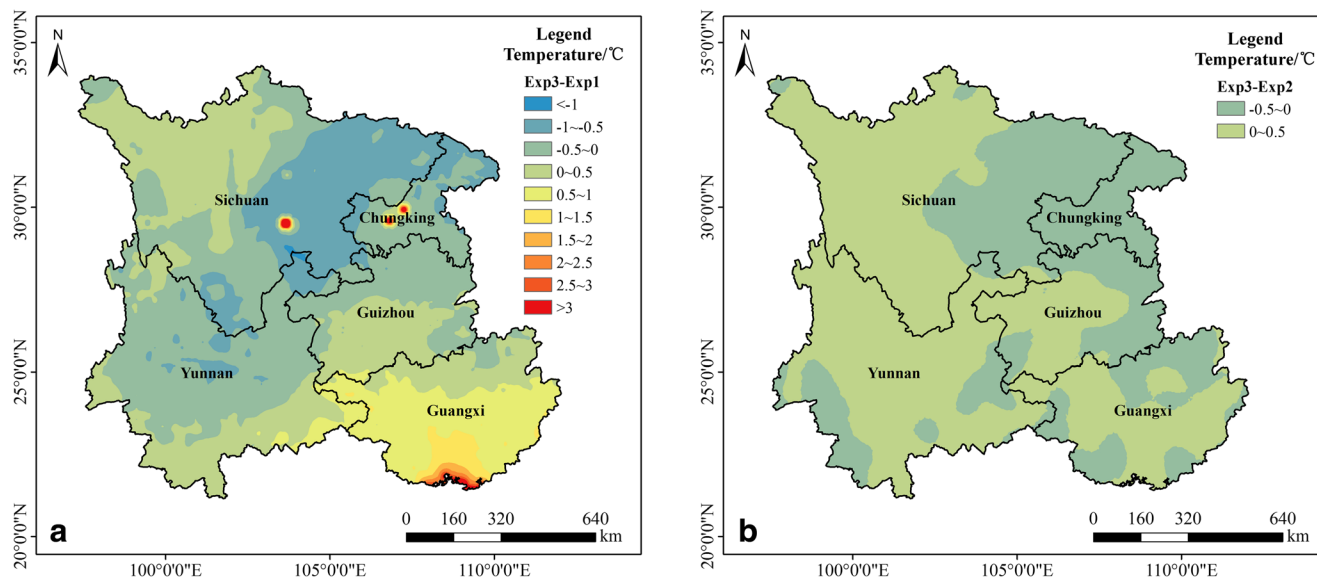 N
35°0'0"N
30°0'0"N
25°0'0"N
20°0'0"N
Legend
Temperature/℃
Exp3-Exp1
<-1
-1~-0.5
-0.5~0
0~0.5
0.5~1
1~1.5
1.5~2
2~2.5
2.5~3
>3
Sichuan
Chungking
Guizhou
Yunnan
Guangxi
a
0 160 320 640
km
100°0'0"E 105°0'0"E 110°0'0"E
N
35°0'0"N
30°0'0"N
25°0'0"N
20°0'0"N
Legend
Temperature/℃
Exp3-Exp2
-0.5~0
0~0.5
Sichuan
Chungking
Guizhou
Yunnan
Guangxi
b
0 160 320 640
km
100°0'0"E 105°0'0"E 110°0'0"E